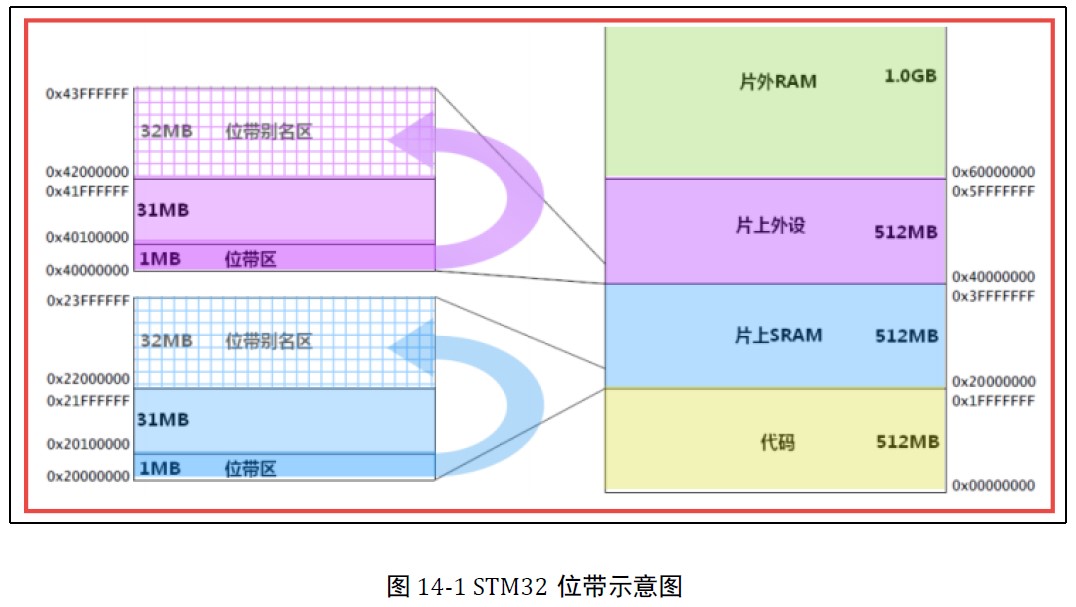 0x43FFFFFF
32MB 位带别名区
0x42000000
0x41FFFFFF
31MB
0x40100000
1MB 位带区
0x40000000
0x23FFFFFF
32MB 位带别名区
0x22000000
0x21FFFFFF
31MB
0x20100000
1MB 位带区
0x20000000
片外RAM 1.0GB
0x60000000
0x5FFFFFFF
片上外设 512MB
0x40000000
0x3FFFFFFF
片上SRAM 512MB
0x20000000
0x1FFFFFFF
代码 512MB
0x00000000
图 14-1 STM32 位带示意图